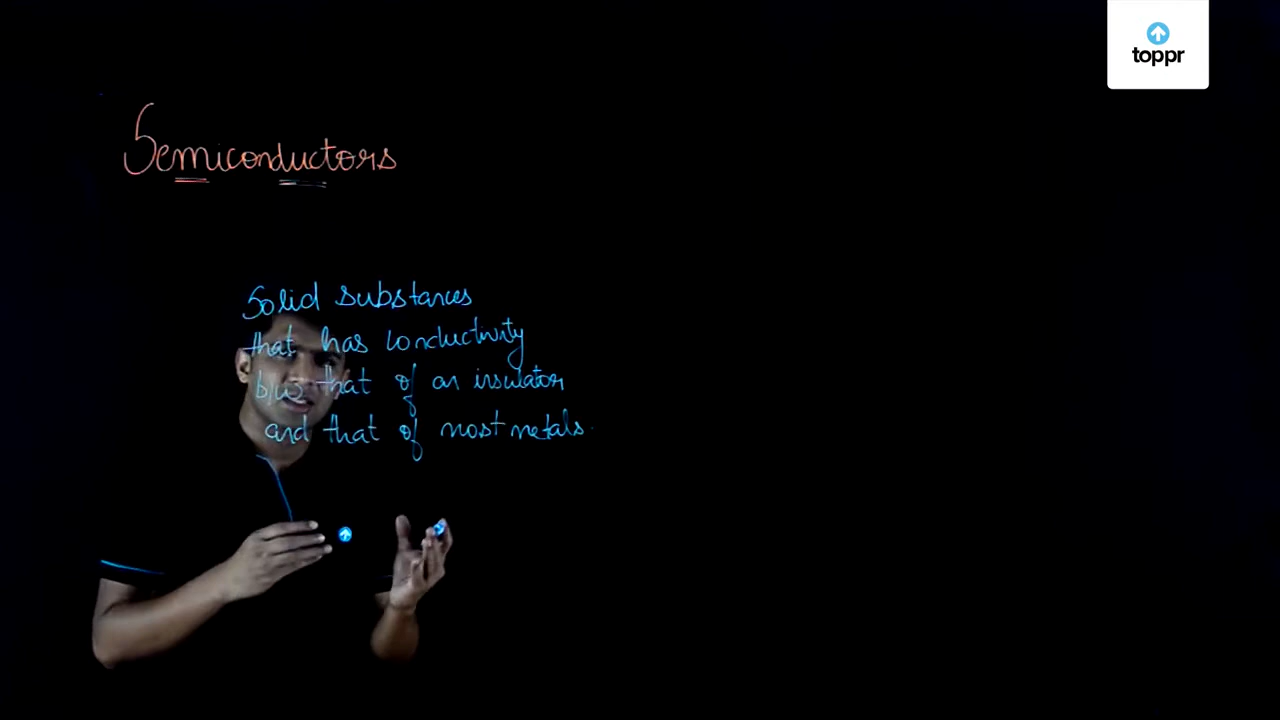 toppr
Semiconductors
Solid substances
that has conductivity
b/w that of an insulator
and that of most metals.